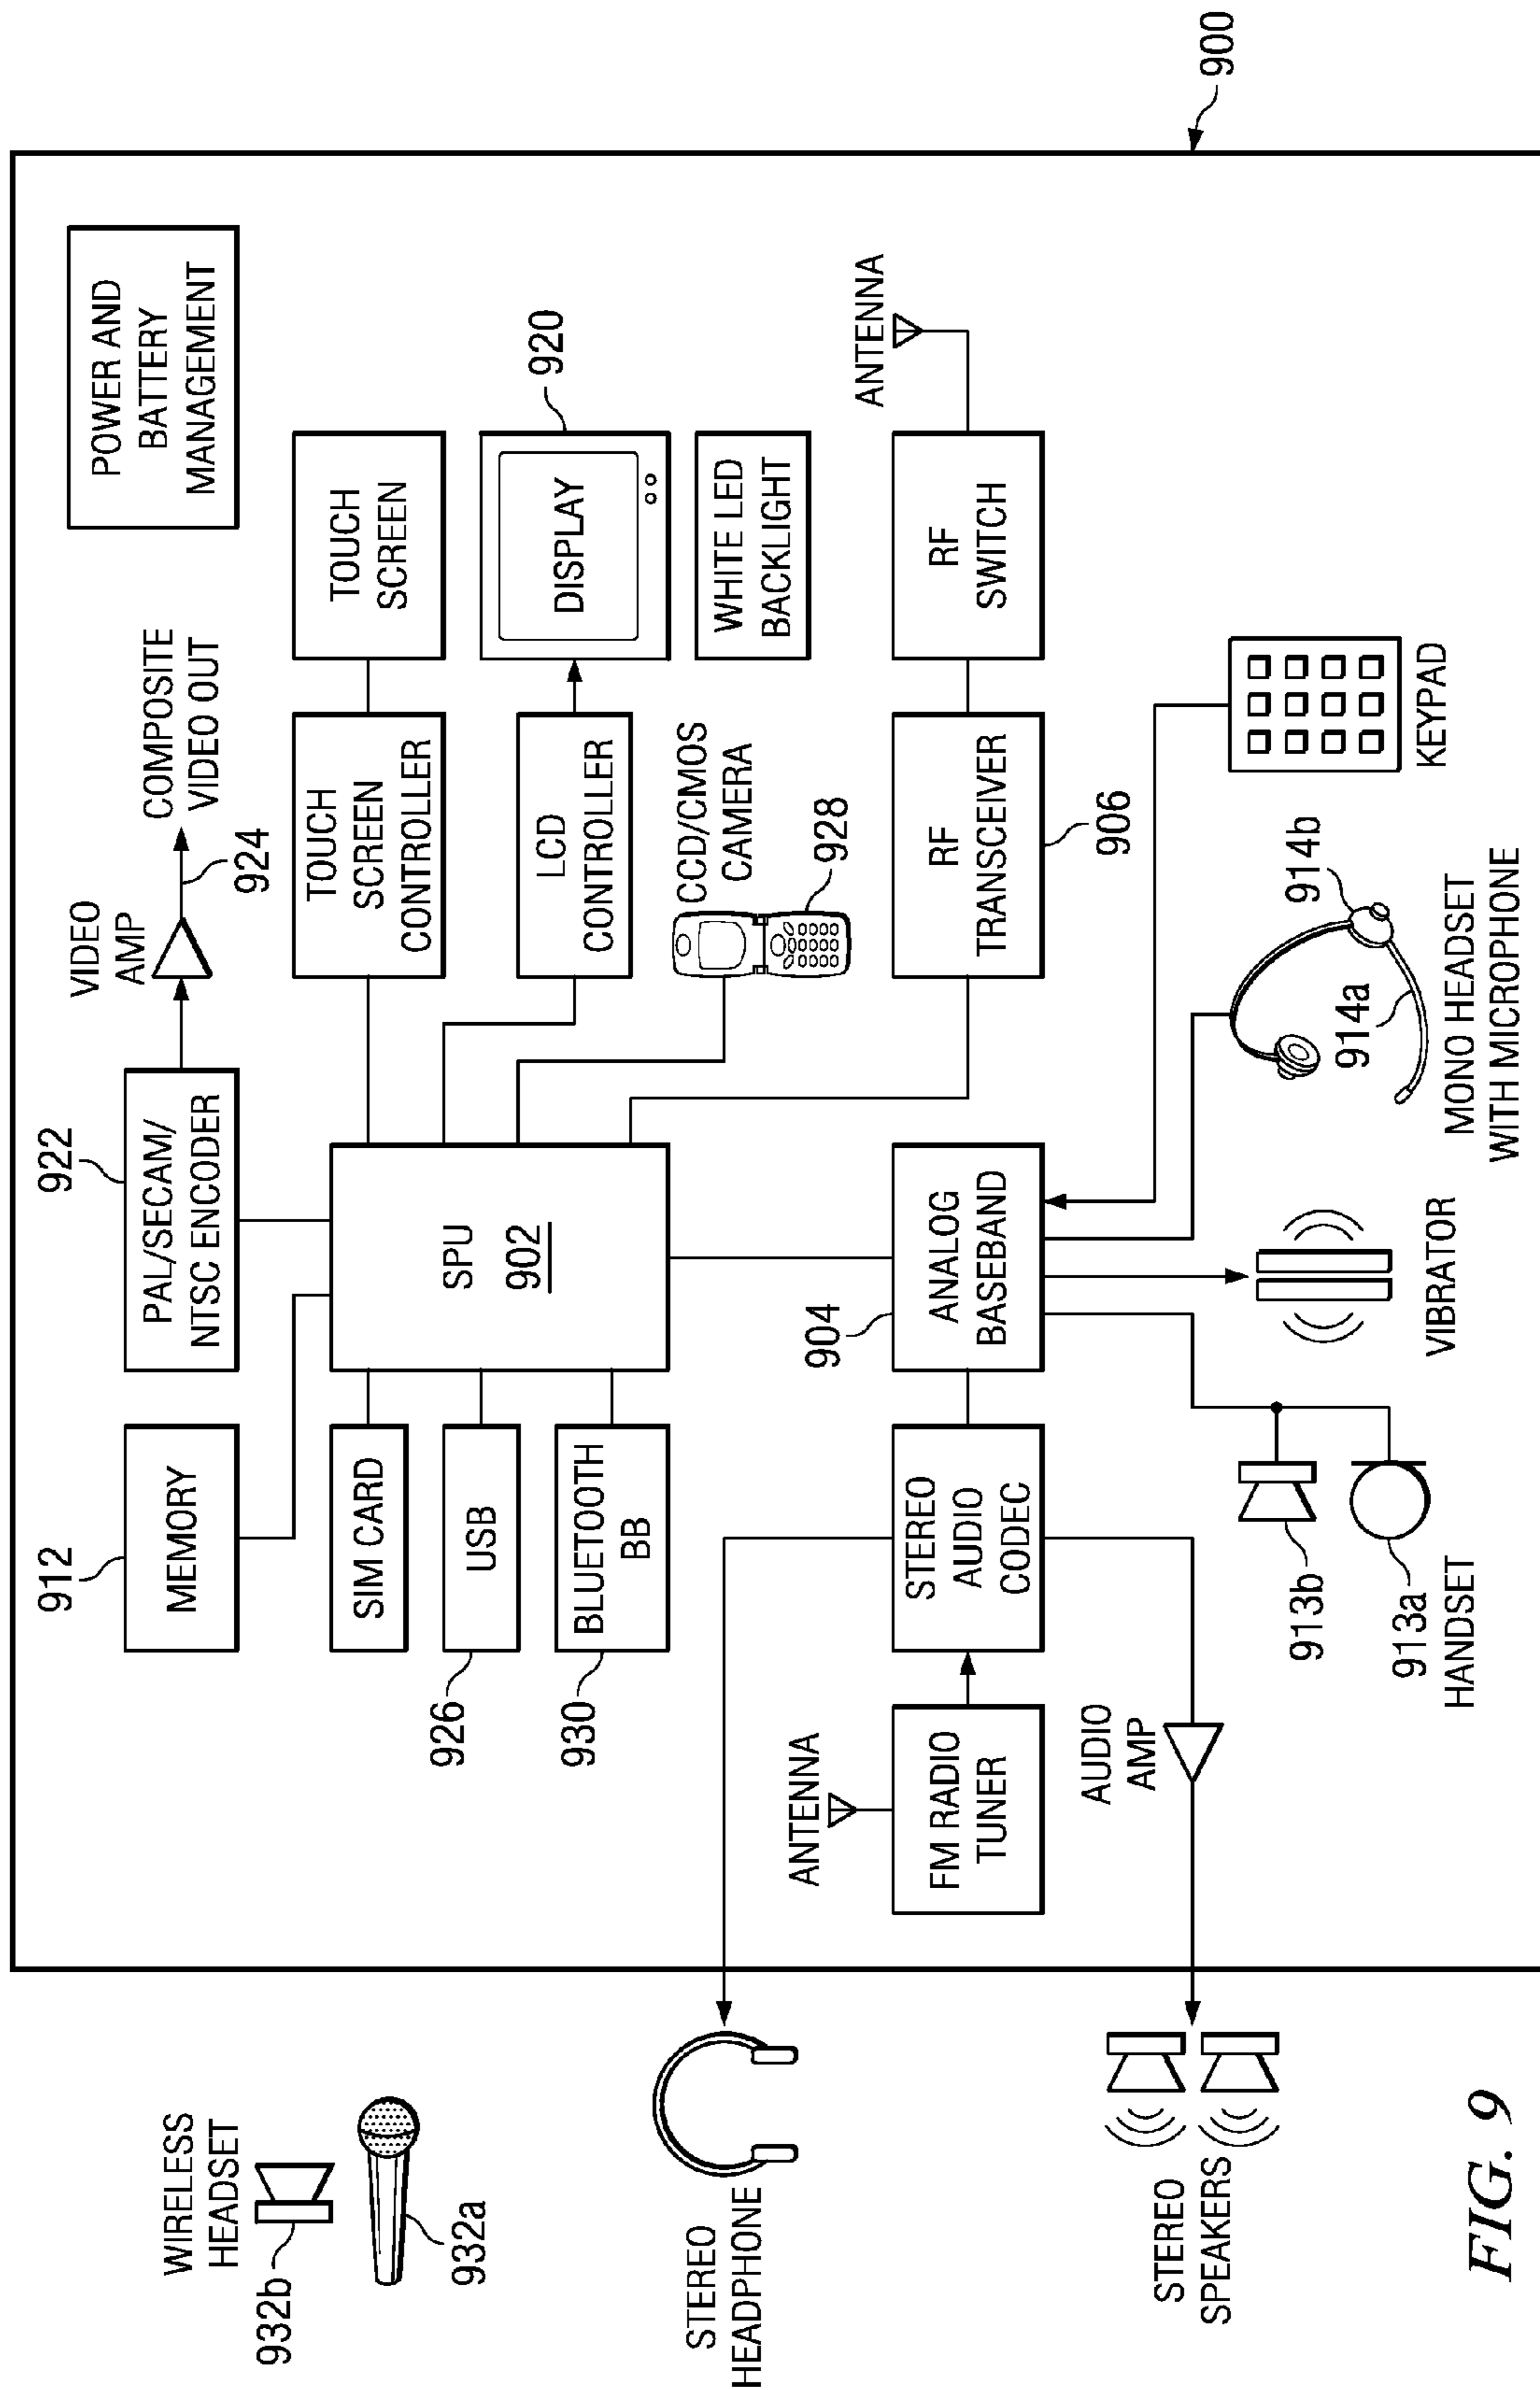 WIRELESS
HEADSET
932b
932a
STEREO
HEADPHONE
STEREO
SPEAKERS
912
MEMORY
SIM CARD
USB
926
BLUETOOTH
BB
930
922
PAL/SECAM/
NTSC ENCODER
VIDEO
AMP
924
COMPOSITE
VIDEO OUT
POWER AND
BATTERY
MANAGEMENT
SPU
902
TOUCH
SCREEN
CONTROLLER
TOUCH
SCREEN
LCD
CONTROLLER
DISPLAY
920
CCD/CMOS
CAMERA
928
WHITE LED
BACKLIGHT
ANTENNA
FM RADIO
TUNER
STEREO
AUDIO
CODEC
904
ANALOG
BASEBAND
RF
TRANSCEIVER
906
RF
SWITCH
ANTENNA
AUDIO
AMP
913b
913a
HANDSET
VIBRATOR
914a
914b
MONO HEADSET
WITH MICROPHONE
KEYPAD
900
FIG. 9